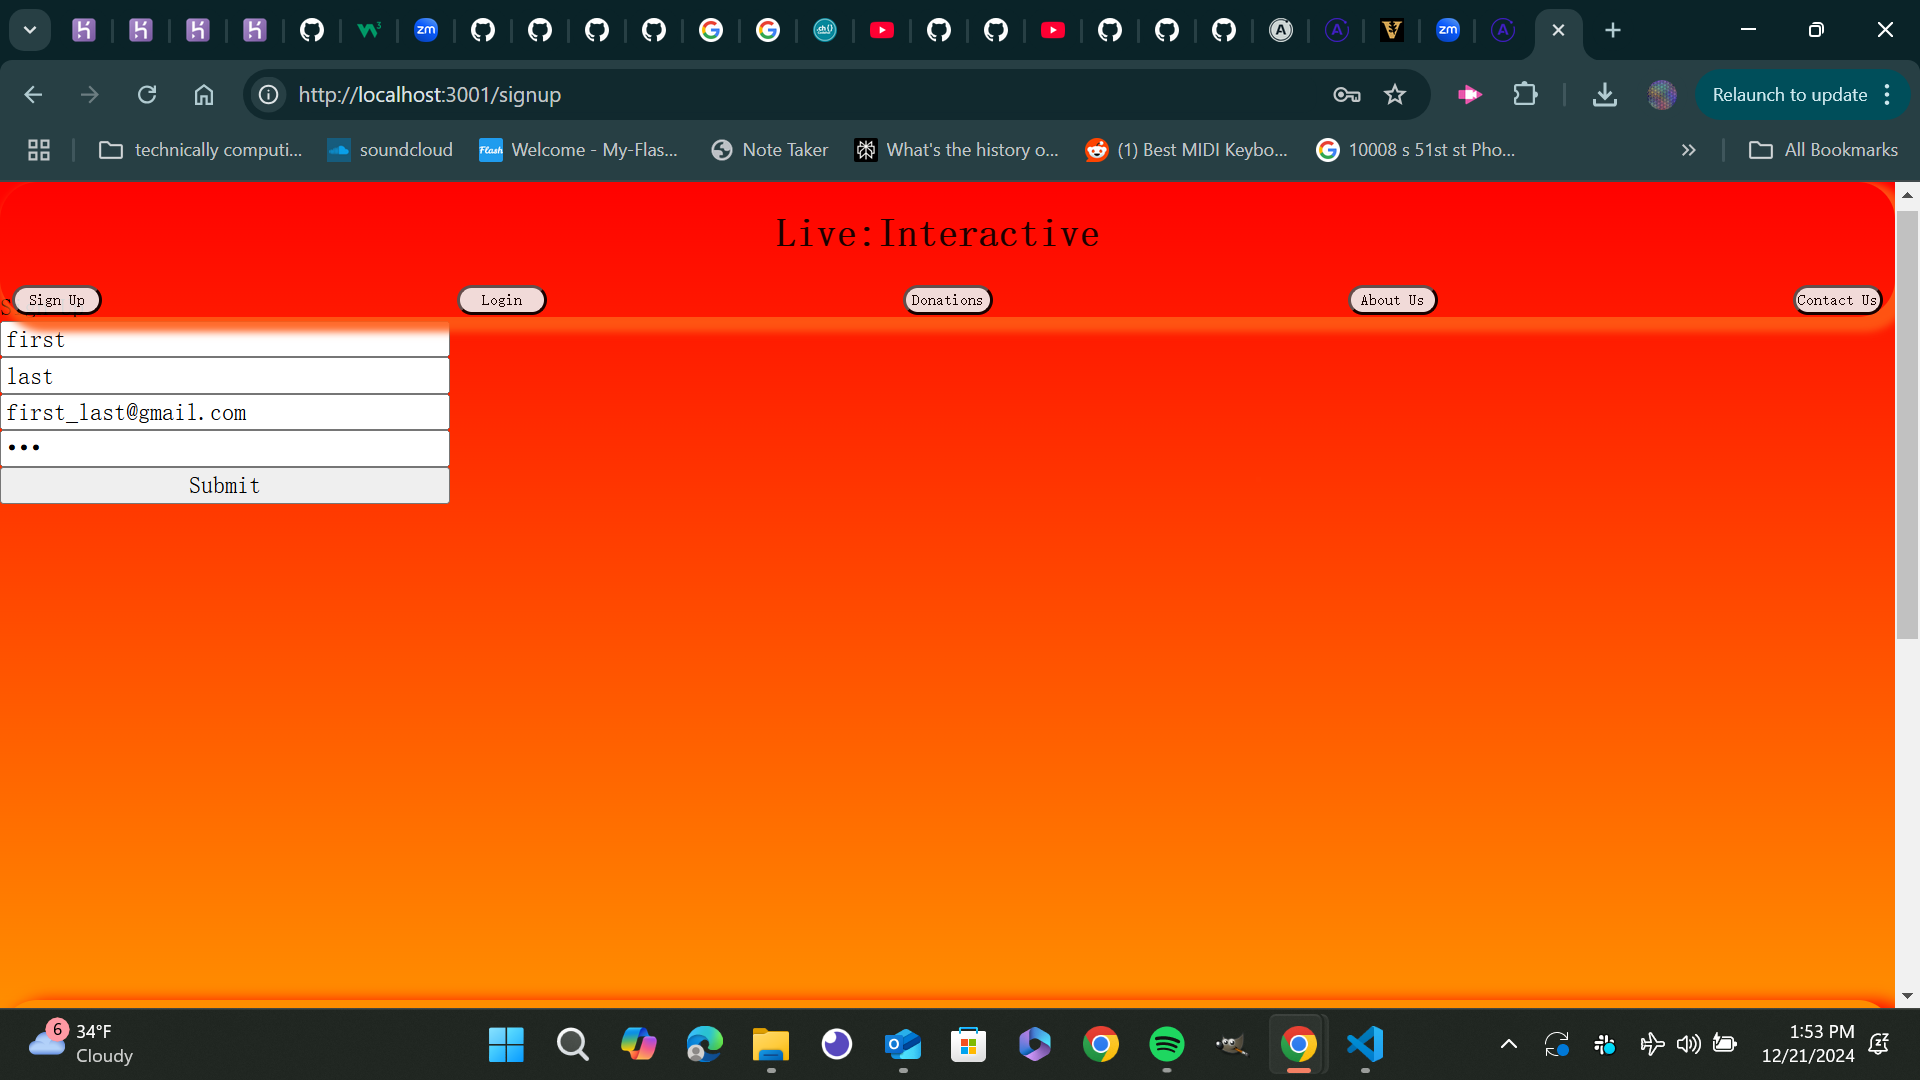 http://localhost:3001/signup
Relaunch to update
technically computi...
soundcloud
Welcome - My-Flas...
Note Taker
What's the history o...
(1) Best MIDI Keybo...
10008 s 51st st Pho...
All Bookmarks
Live:Interactive
Sign Up
Login
Donations
About Us
Contact Us
first
last
first_last@gmail.com
•••
Submit
6
34°F
Cloudy
1:53 PM
12/21/2024